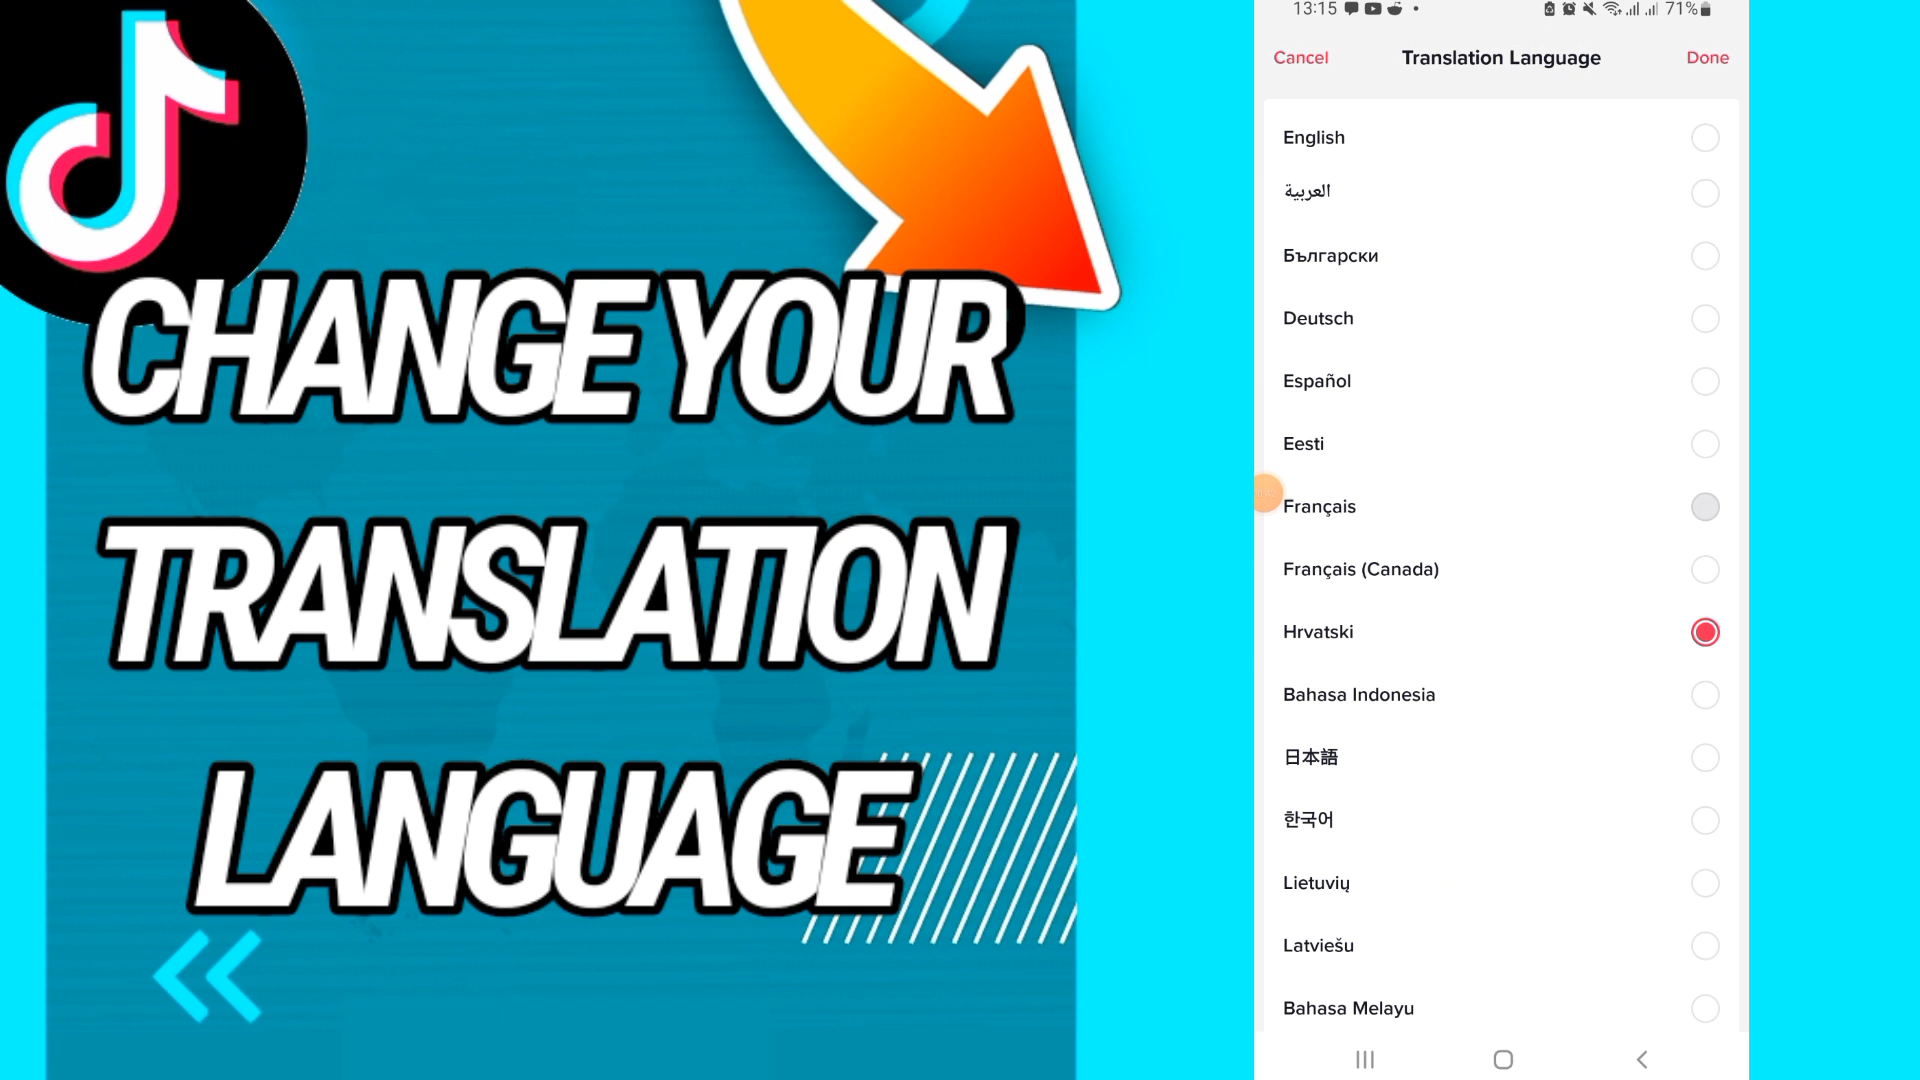 CHANGE YOUR
TRANSLATION
LANGUAGE
13:15
71%
Cancel
Translation Language
Done
English
العربية
Български
Deutsch
Español
Eesti
Français
Français (Canada)
Hrvatski
Bahasa Indonesia
日本語
한국어
Lietuvių
Latviešu
Bahasa Melayu